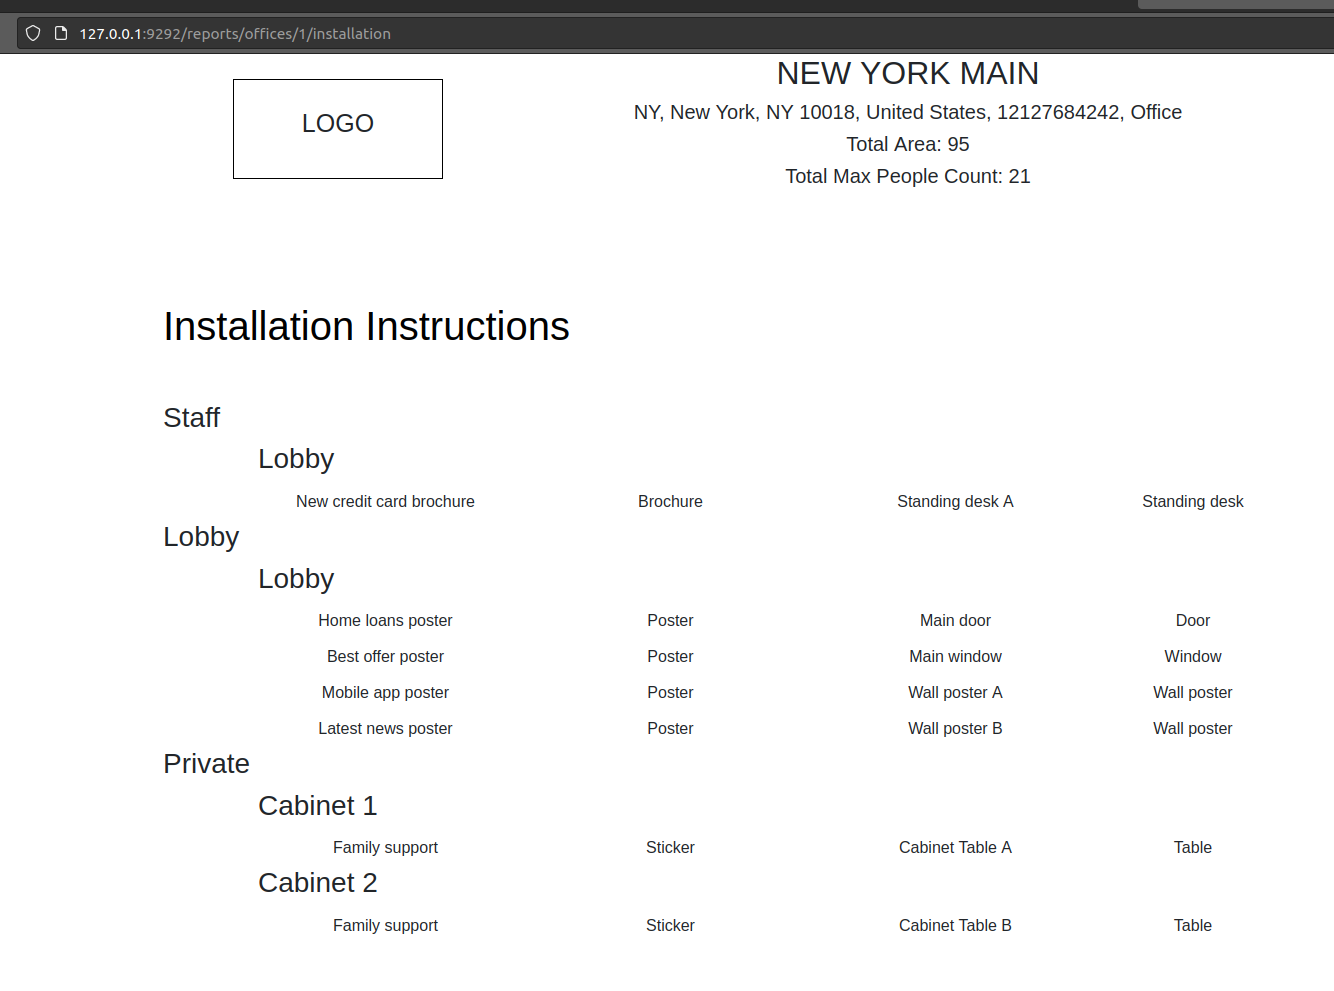 127.0.0.1:9292/reports/offices/1/installation
LOGO
NEW YORK MAIN
NY, New York, NY 10018, United States, 12127684242, Office
Total Area: 95
Total Max People Count: 21
Installation Instructions
Staff
Lobby
New credit card brochure Brochure Standing desk A Standing desk
Lobby
Lobby
Home loans poster Poster Main door Door
Best offer poster Poster Main window Window
Mobile app poster Poster Wall poster A Wall poster
Latest news poster Poster Wall poster B Wall poster
Private
Cabinet 1
Family support Sticker Cabinet Table A Table
Cabinet 2
Family support Sticker Cabinet Table B Table